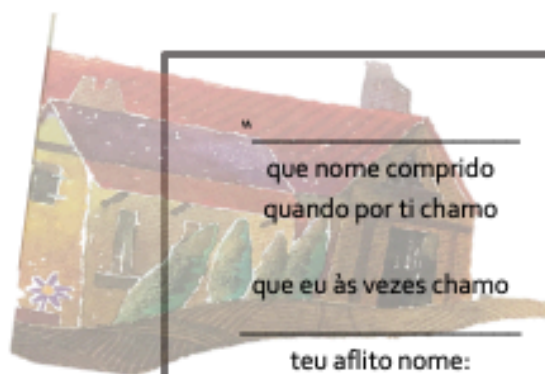 “
que nome comprido
quando por ti chamo
que eu às vezes chamo
teu aflito nome: